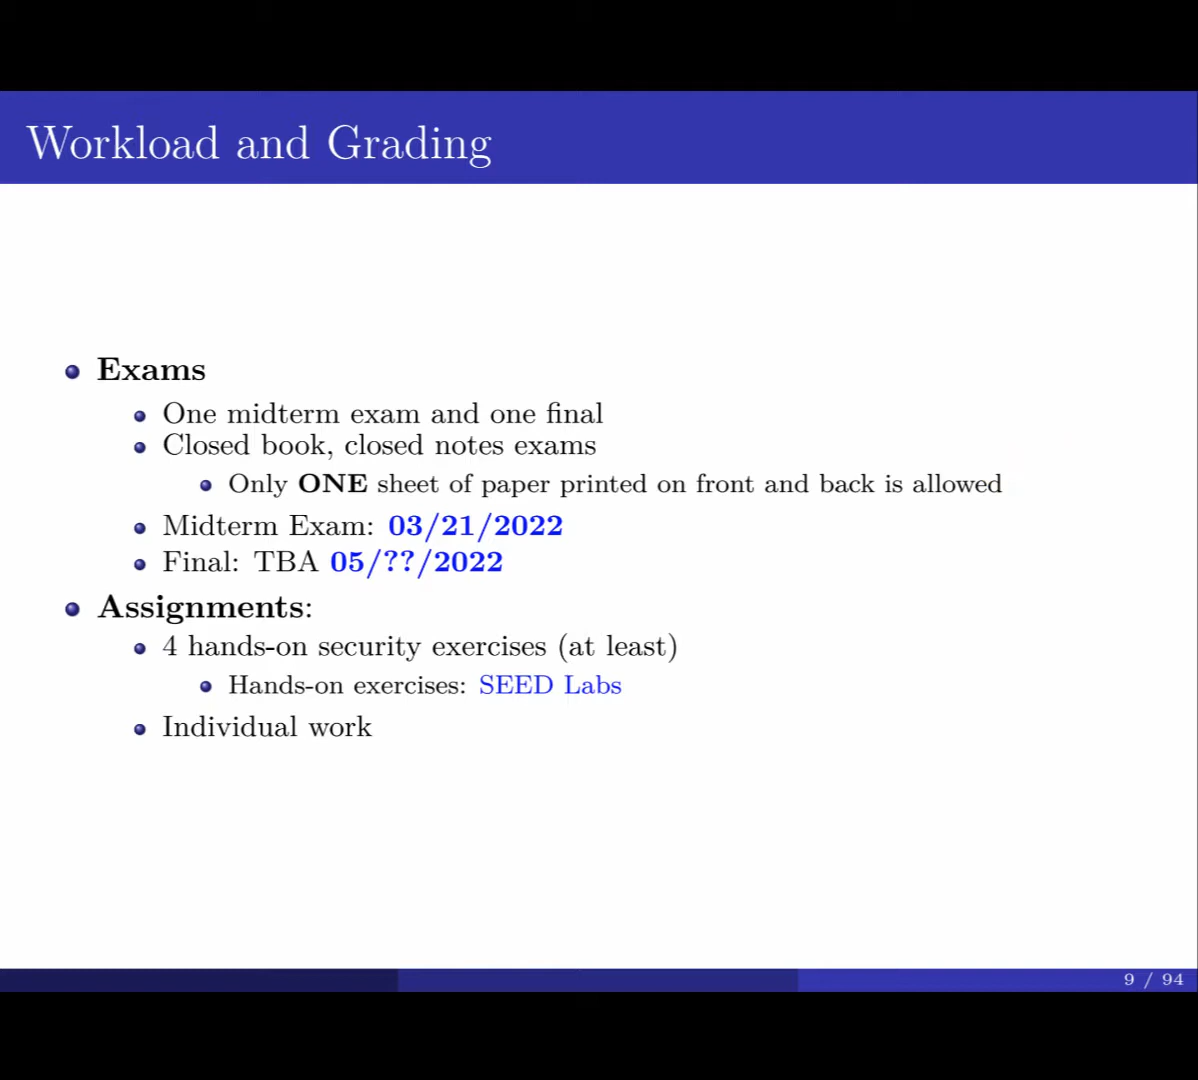 Workload and Grading
Exams
One midterm exam and one final
Closed book, closed notes exams
Only ONE sheet of paper printed on front and back is allowed
Midterm Exam: 03/21/2022
Final: TBA 05/??/2022
Assignments:
4 hands-on security exercises (at least)
Hands-on exercises: SEED Labs
Individual work
9 / 94